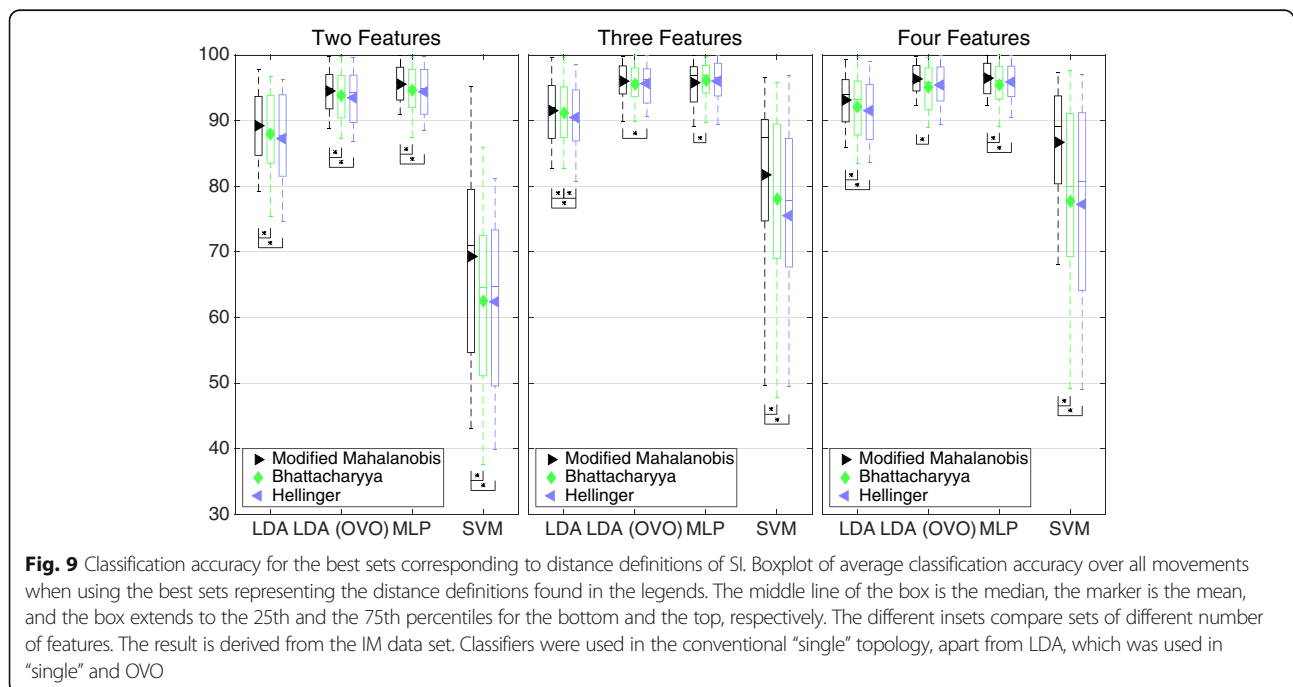 Two Features
Three Features
Four Features
100
90
80
70
60
50
40
30
* * * * * * * *
* * * * * *
* * * * * * *
Modified Mahalanobis
Bhattacharyya
Hellinger
Modified Mahalanobis
Bhattacharyya
Hellinger
Modified Mahalanobis
Bhattacharyya
Hellinger
LDA LDA (OVO) MLP SVM
LDA LDA (OVO) MLP SVM
LDA LDA (OVO) MLP SVM
Fig. 9 Classification accuracy for the best sets corresponding to distance definitions of SI. Boxplot of average classification accuracy over all movements
when using the best sets representing the distance definitions found in the legends. The middle line of the box is the median, the marker is the mean,
and the box extends to the 25th and the 75th percentiles for the bottom and the top, respectively. The different insets compare sets of different number
of features. The result is derived from the IM data set. Classifiers were used in the conventional “single” topology, apart from LDA, which was used in
“single” and OVO